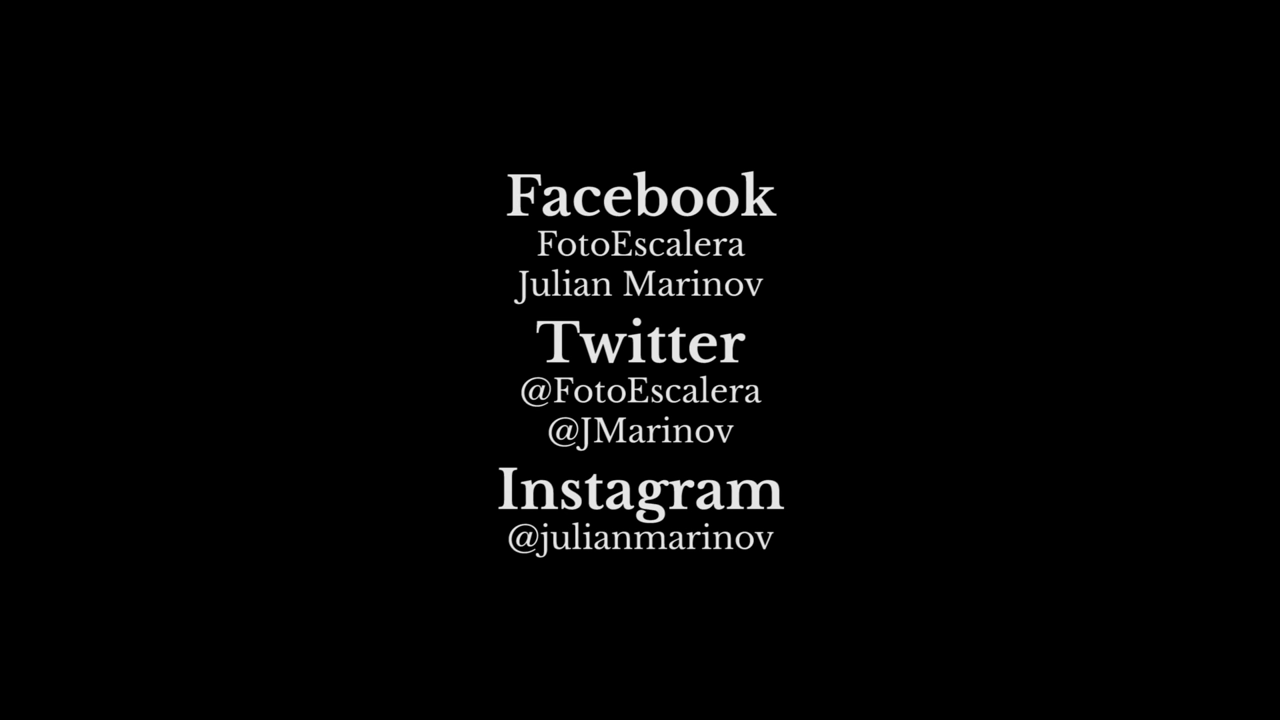 Facebook
FotoEscalera
Julian Marinov
Twitter
@FotoEscalera
@JMarinov
Instagram
@julianmarinov